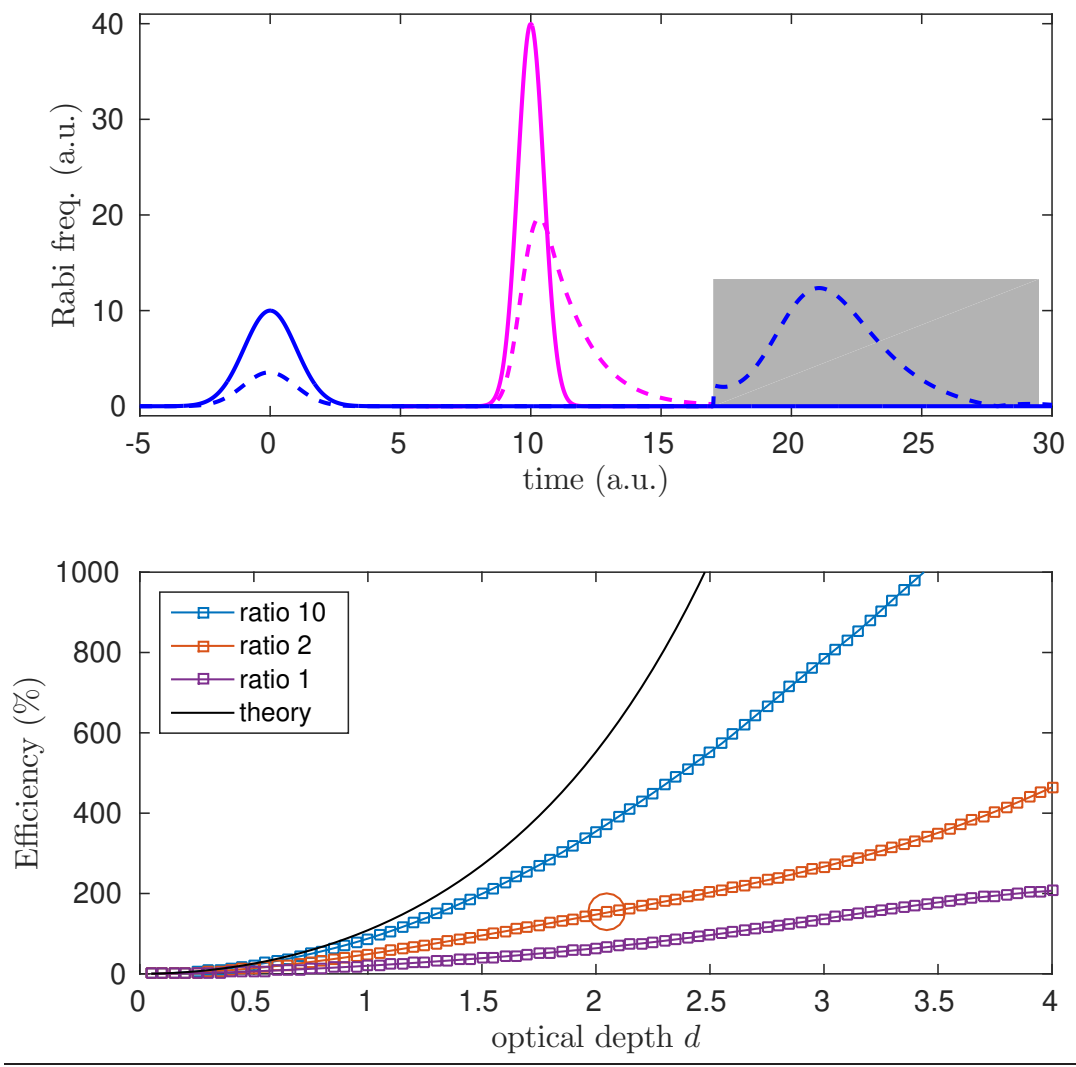 40
30
20
10
0
Rabi freq. (a.u.)
-5 0 5 10 15 20 25 30
time (a.u.)
1000
800
600
400
200
0
Efficiency (%)
ratio 10
ratio 2
ratio 1
theory
0 0.5 1 1.5 2 2.5 3 3.5 4
optical depth d